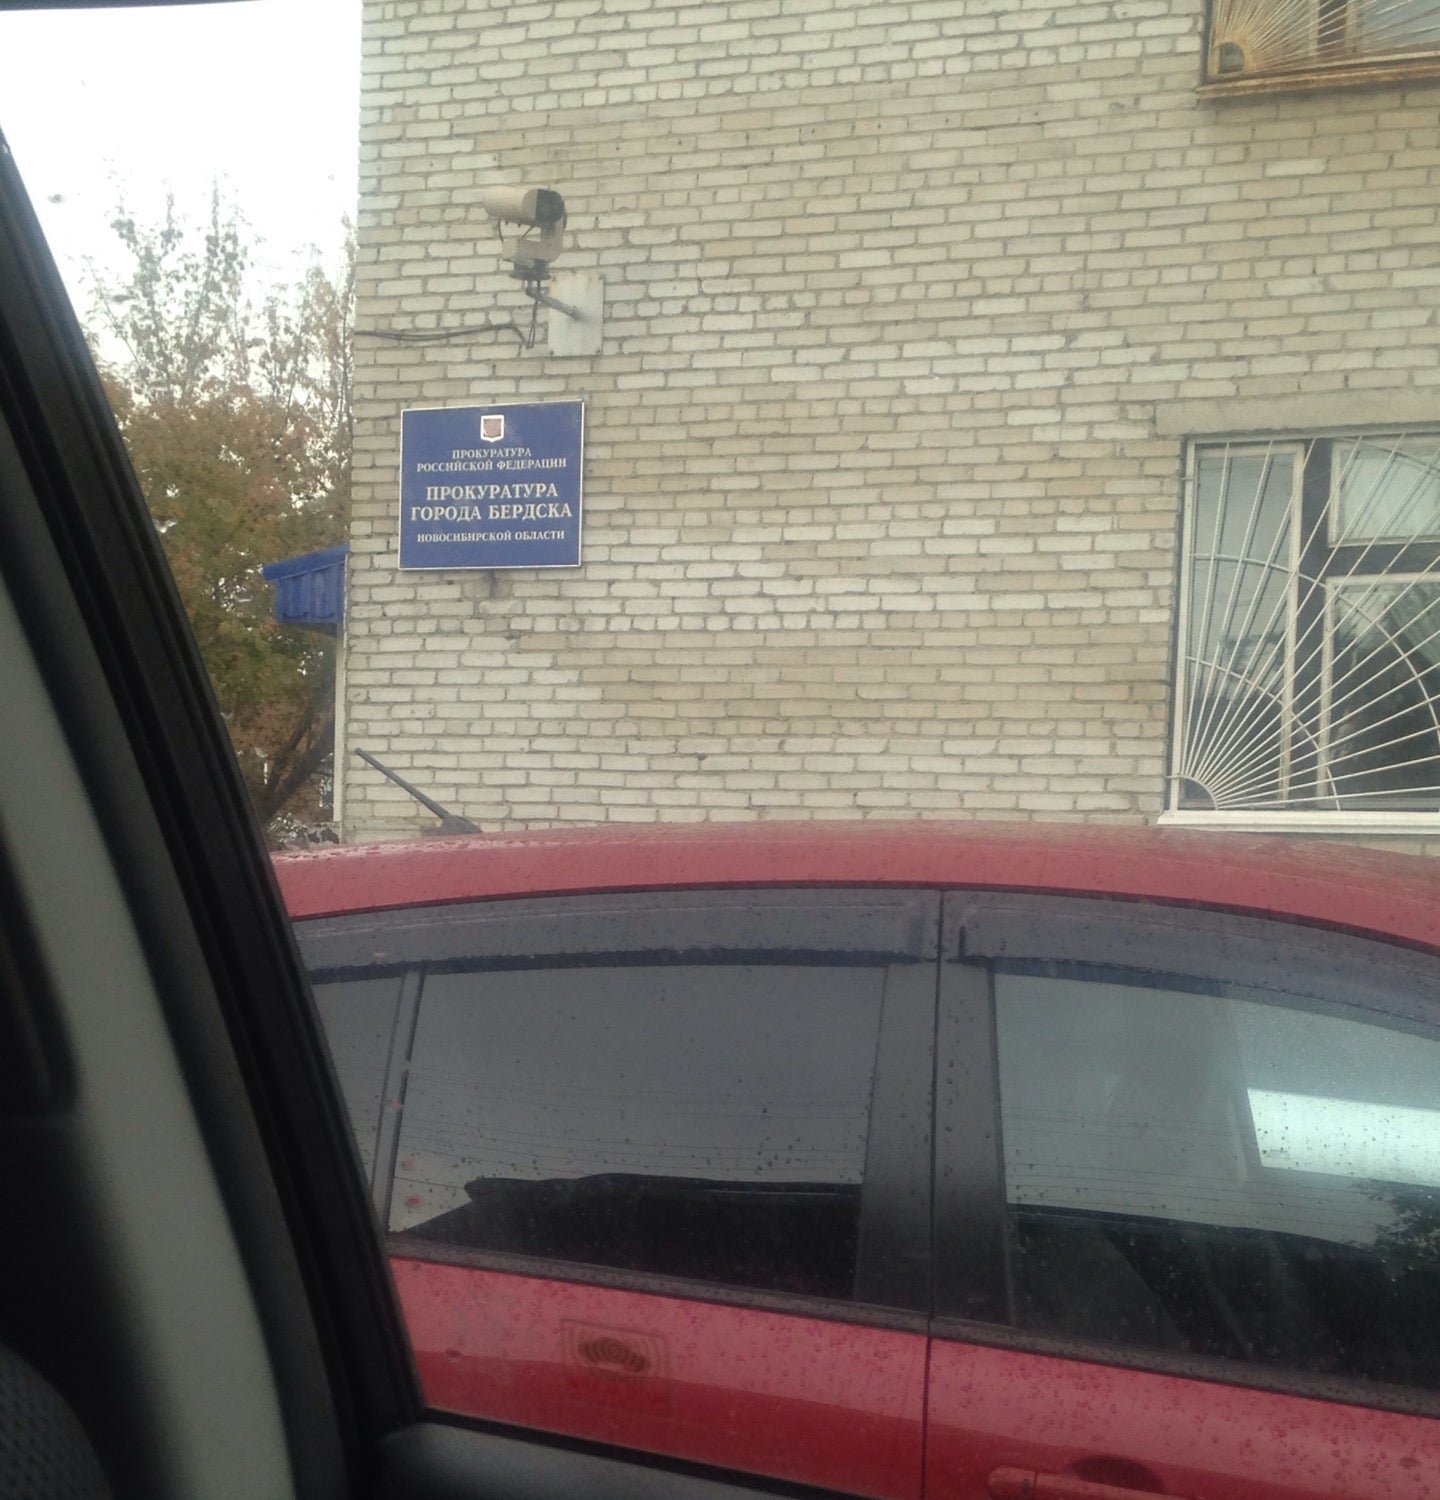 ПРОКУРАТУРА
РОССИЙСКОЙ ФЕДЕРАЦИИ
ПРОКУРАТУРА
ГОРОДА БЕРДСКА
НОВОСИБИРСКОЙ ОБЛАСТИ